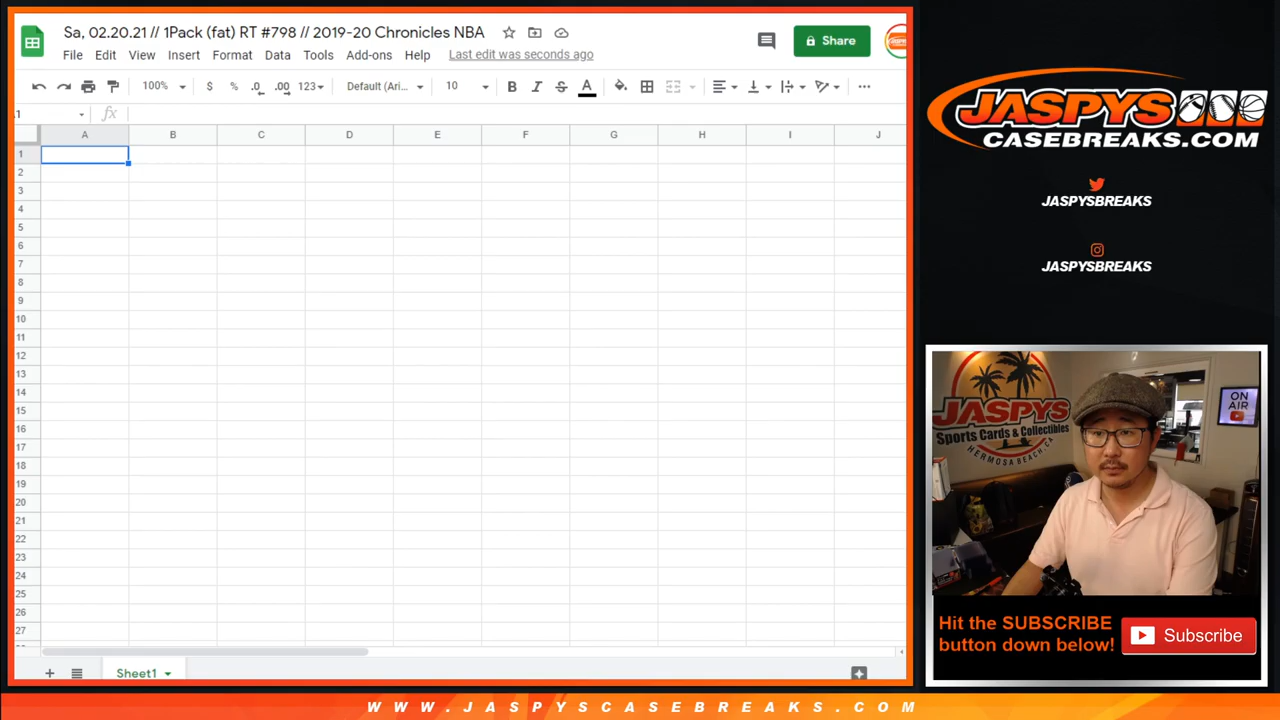 Sa, 02.20.21 // 1Pack (fat) RT #798 // 2019-20 Chronicles NBA
File Edit View Insert Format Data Tools Add-ons Help Last edit was seconds ago
Share
100% $ % .0 .00 123 Default (Ari... 10 B I S A
1 fx
A B C D E F G H I J
1
2
3
4
5
6
7
8
9
10
11
12
13
14
15
16
17
18
19
20
21
22
23
24
25
26
27
Sheet1
JASPYS
CASEBREAKS.COM
JASPYSBREAKS
JASPYSBREAKS
JASPYS
Sports Cards & Collectibles
HERMOSA BEACH, CA
ON
AIR
Hit the SUBSCRIBE
button down below!
Subscribe
WWW.JASPYSCASEBREAKS.COM